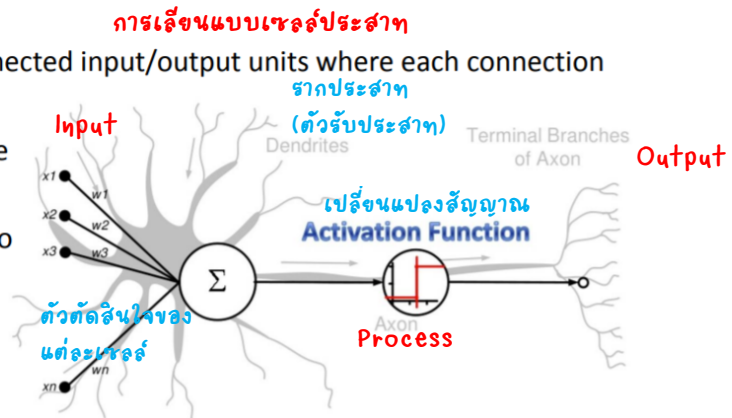 การเลียนแบบเซลล์ประสาท
nected input/output units where each connection
รากประสาท
Input
(ตัวรับประสาท)
Dendrites
Terminal Branches
of Axon
Output
e
x1
w1
เปลี่ยนแปลงสัญญาณ
x2
w2
Activation Function
o
x3
w3
Σ
ตัวตัดสินใจของ
แต่ละเซลล์
Axon
Process
wn
xn